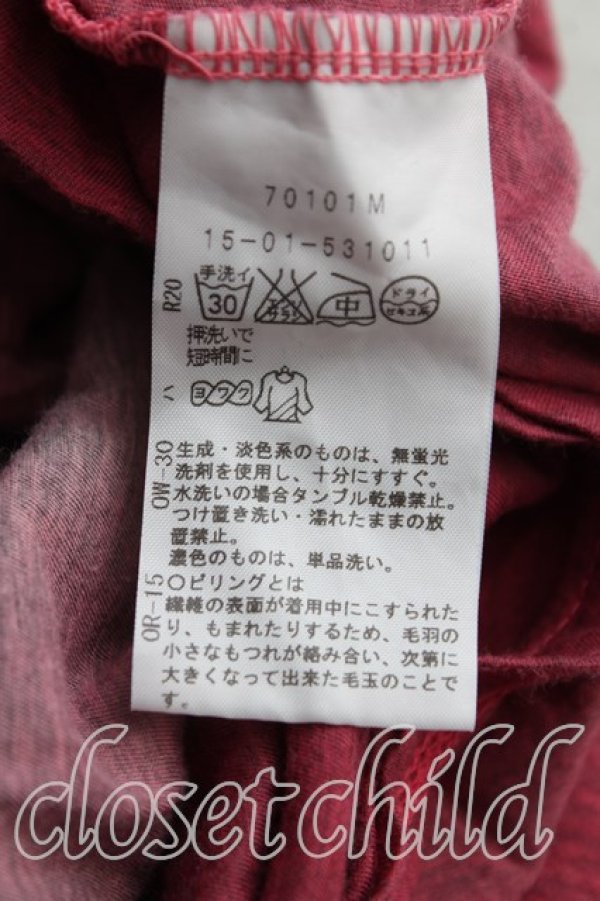 70101M
15-01-531011
手洗イ
30
エンソサラシ
中
ドライ
セキユ系
押洗いで
短時間に
ヨワク
生成・淡色系のものは、無蛍光
洗剤を使用し、十分にすすぐ。
水洗いの場合タンブル乾燥禁止。
つけ置き洗い・濡れたままの放
置禁止。
濃色のものは、単品洗い。
〇ピリングとは
繊維の表面が着用中にこすられた
り、もまれたりするため、毛羽の
小さなもつれが絡み合い、次第に
大きくなって出来た毛玉のことで
す。
R20
ハ
OW-30
OR-15
closet child